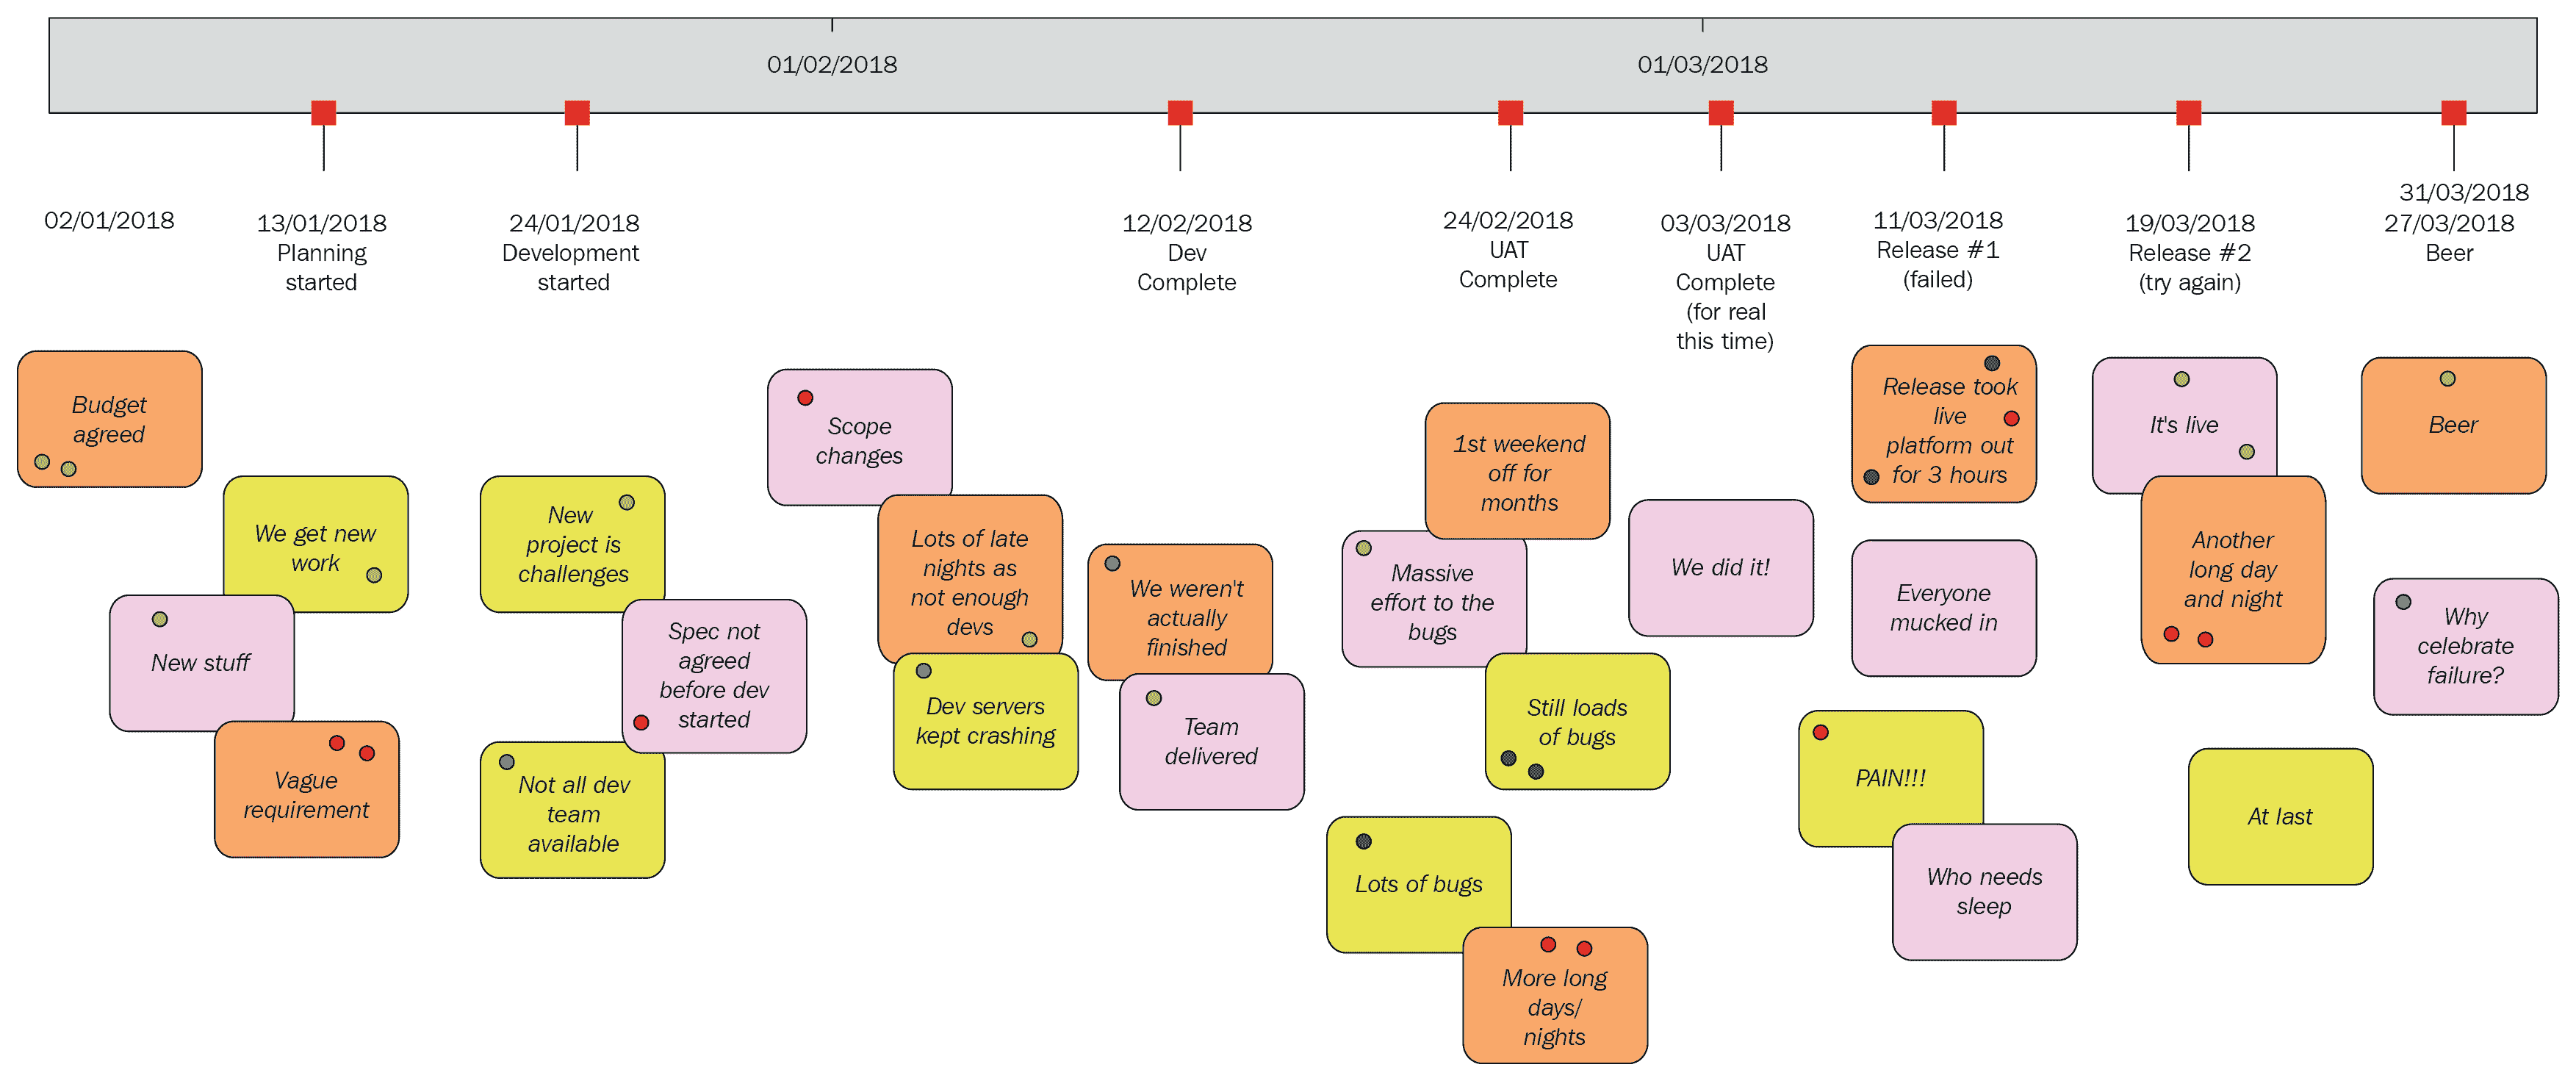 01/02/2018
01/03/2018
02/01/2018
13/01/2018
Planning
started
24/01/2018
Development
started
12/02/2018
Dev
Complete
24/02/2018
UAT
Complete
03/03/2018
UAT
Complete
(for real
this time)
11/03/2018
Release #1
(failed)
19/03/2018
Release #2
(try again)
31/03/2018
27/03/2018
Beer
Budget
agreed
We get new
work
New stuff
Vague
requirement
New
project is
challenges
Spec not
agreed
before dev
started
Not all dev
team
available
Scope
changes
Lots of late
nights as
not enough
devs
Dev servers
kept crashing
We weren't
actually
finished
Team
delivered
1st weekend
off for
months
Massive
effort to the
bugs
Still loads
of bugs
Lots of bugs
More long
days/
nights
We did it!
Release took
live
platform out
for 3 hours
Everyone
mucked in
PAIN!!!
Who needs
sleep
It's live
Another
long day
and night
At last
Beer
Why
celebrate
failure?